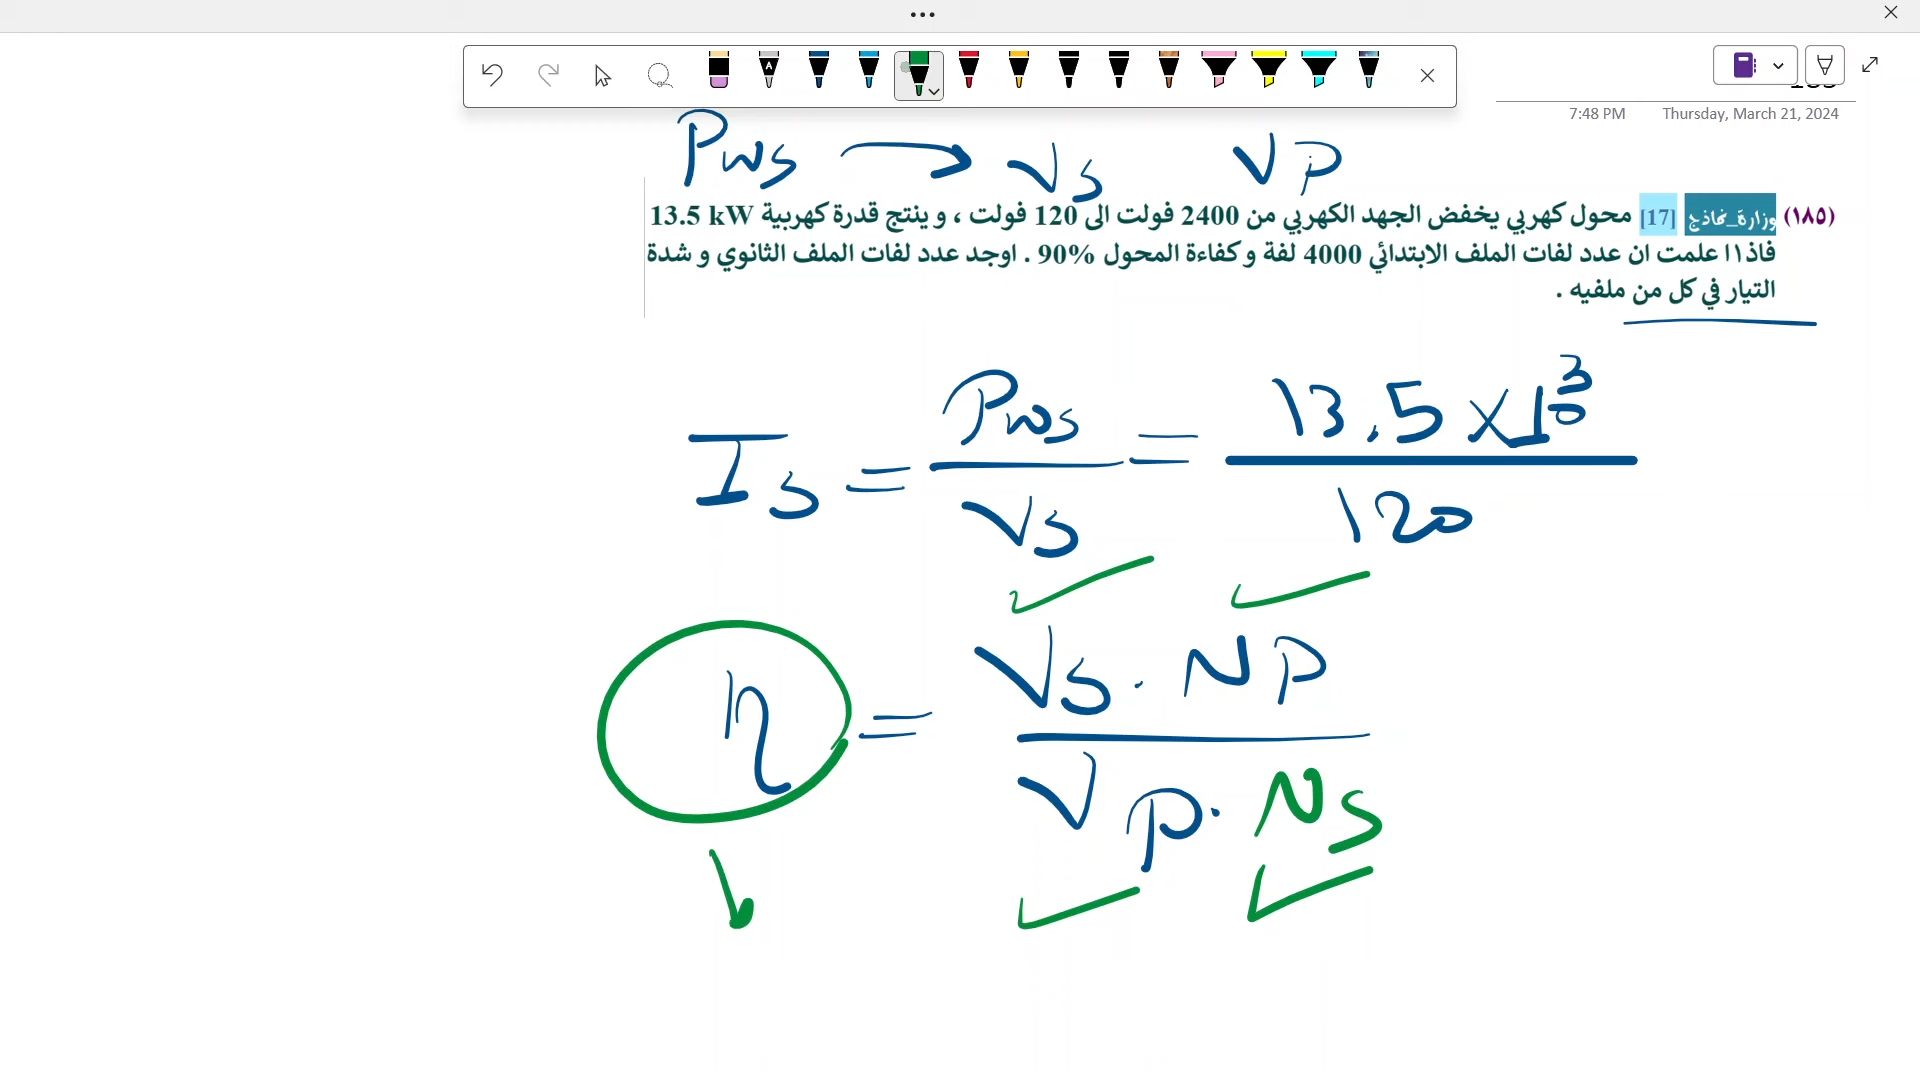 7:48 PM Thursday, March 21, 2024
Pws → Vs VP
(١٨٥) وزارة_نماذج [17] محول كهربي يخفض الجهد الكهربي من 2400 فولت الى 120 فولت ، و ينتج قدرة كهربية 13.5 kW
فاذ١ا علمت ان عدد لفات الملف الابتدائي 4000 لفة و كفاءة المحول 90% . اوجد عدد لفات الملف الثانوي و شدة
التيار في كل من ملفيه .
Is = Pws / Vs = 13.5 x 10³ / 120
η = Vs . NP / Vp . Ns